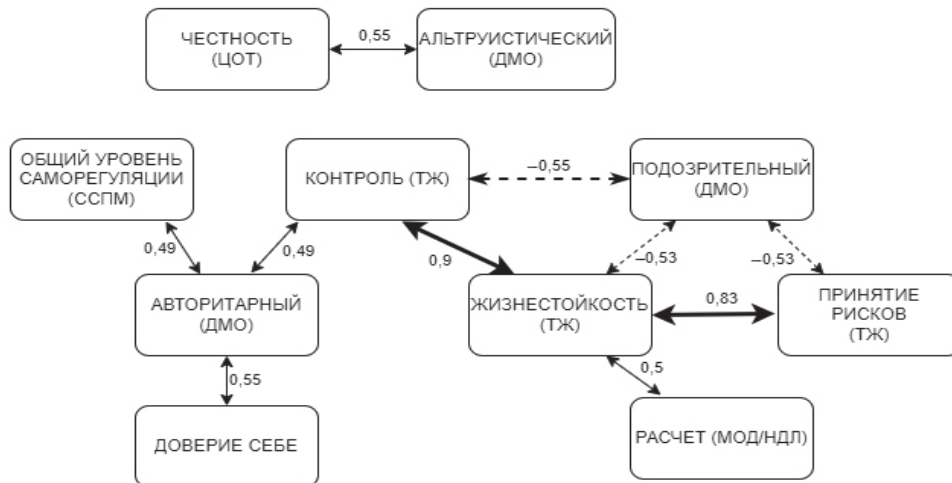 ЧЕСТНОСТЬ
(ЦОТ)
0,55
АЛЬТРУИСТИЧЕСКИЙ
(ДМО)
ОБЩИЙ УРОВЕНЬ
САМОРЕГУЛЯЦИИ
(ССПМ)
КОНТРОЛЬ (ТЖ)
–0,55
ПОДОЗРИТЕЛЬНЫЙ
(ДМО)
0,49
0,49
0,9
–0,53
–0,53
АВТОРИТАРНЫЙ
(ДМО)
ЖИЗНЕСТОЙКОСТЬ
(ТЖ)
0,83
ПРИНЯТИЕ
РИСКОВ
(ТЖ)
0,55
0,5
ДОВЕРИЕ СЕБЕ
РАСЧЕТ (МОД/НДЛ)